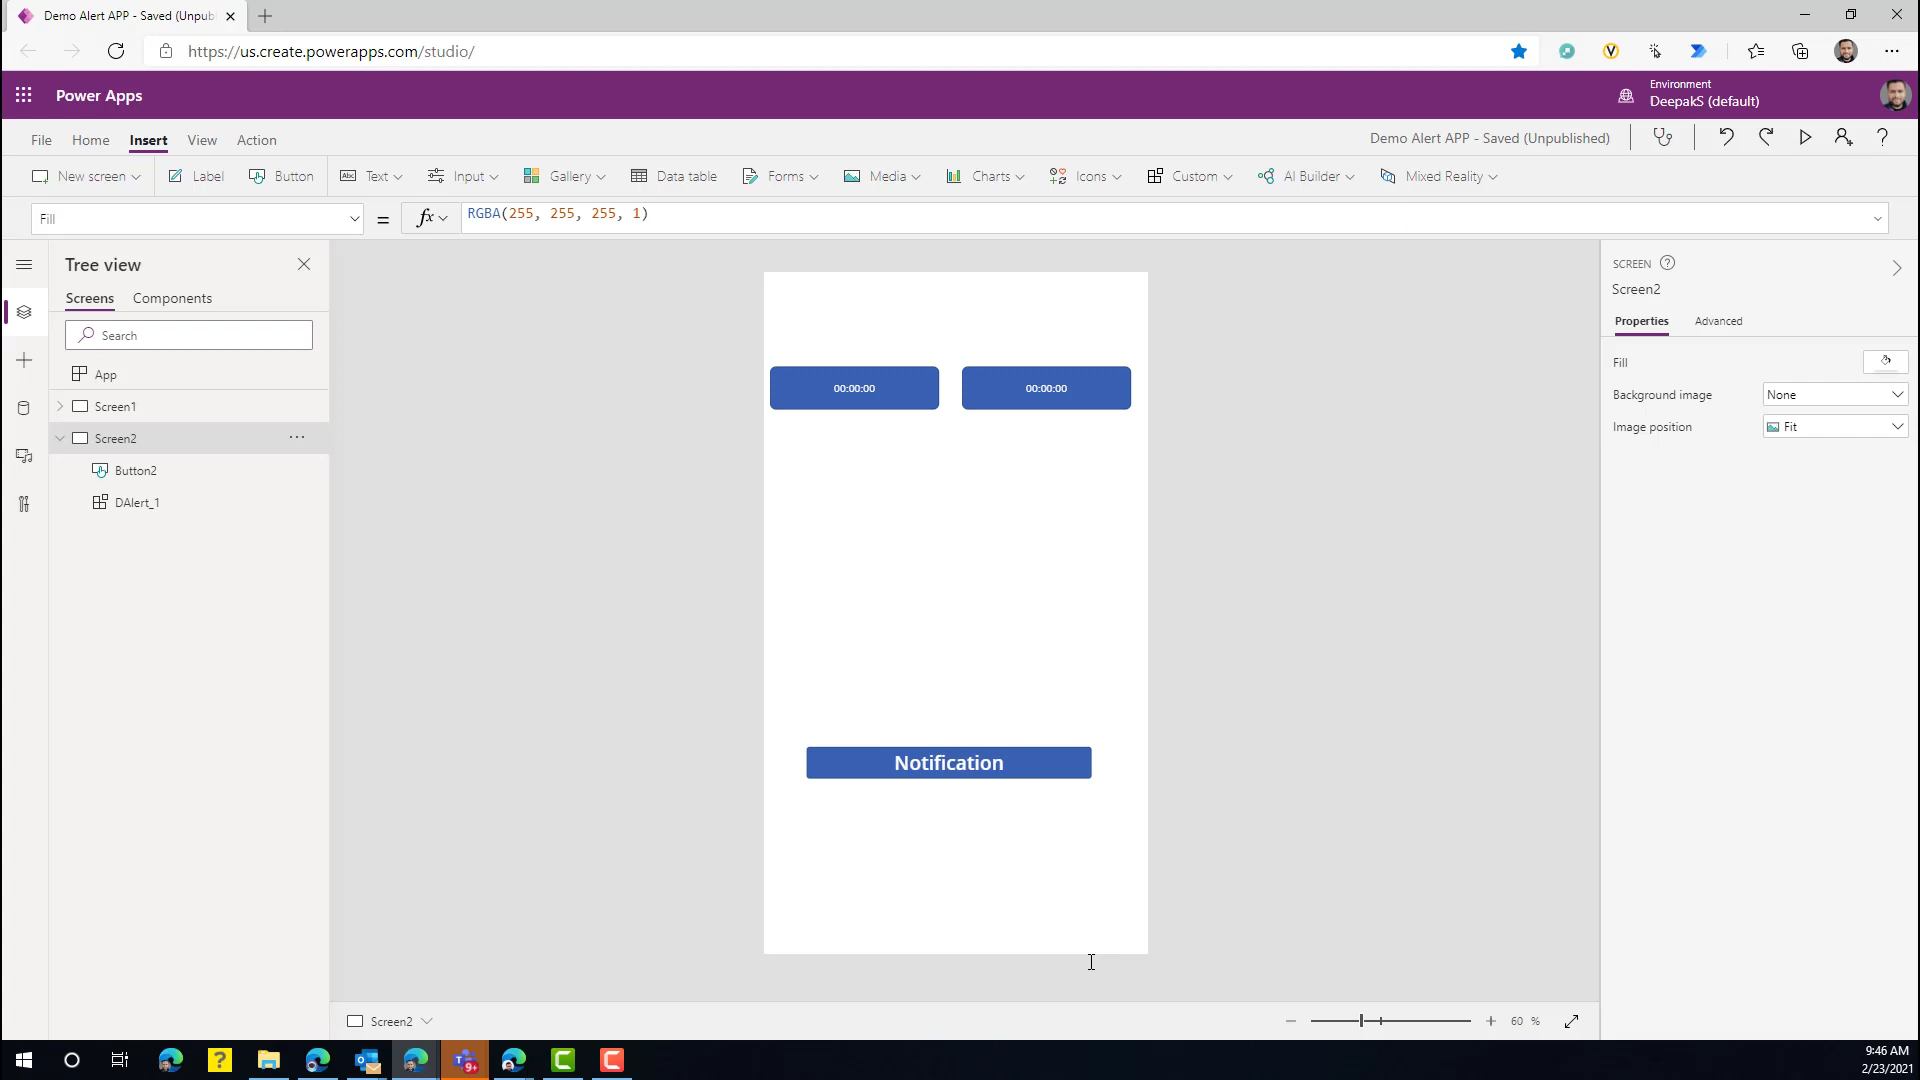 Demo Alert APP - Saved (Unpub
https://us.create.powerapps.com/studio/
Power Apps
Environment
DeepakS (default)
File Home Insert View Action
Demo Alert APP - Saved (Unpublished)
New screen Label Button Text Input Gallery Data table Forms Media Charts Icons Custom AI Builder Mixed Reality
Fill = fx RGBA(255, 255, 255, 1)
Tree view
Screens Components
Search
App
Screen1
Screen2
Button2
DAlert_1
00:00:00 00:00:00
Notification
SCREEN
Screen2
Properties Advanced
Fill
Background image None
Image position Fit
Screen2
60 %
9+
9:46 AM
2/23/2021